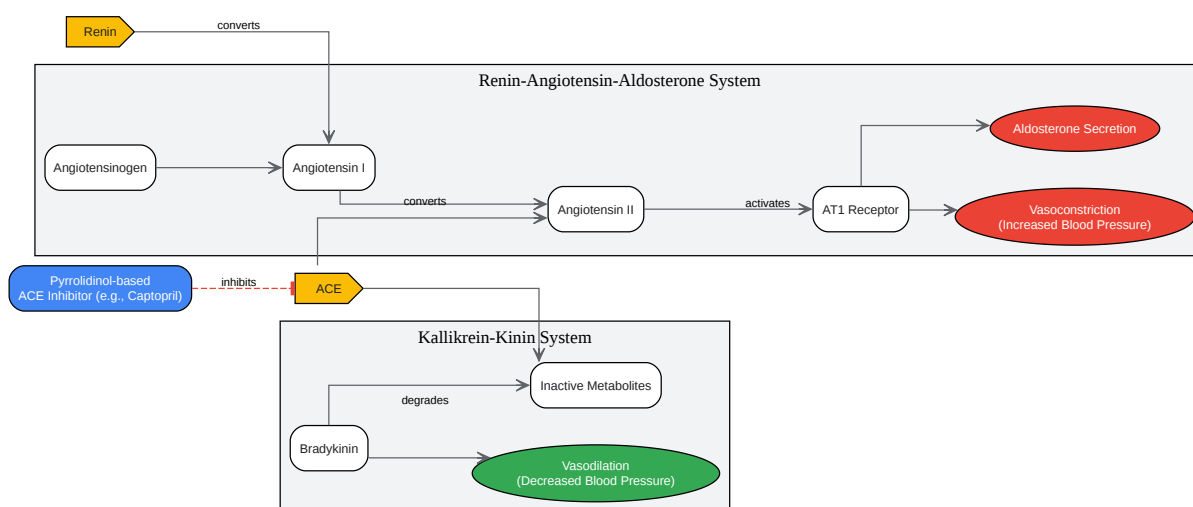 Renin
converts
Renin-Angiotensin-Aldosterone System
Aldosterone Secretion
Angiotensinogen
Angiotensin I
converts
Angiotensin II
activates
AT1 Receptor
Vasoconstriction
(Increased Blood Pressure)
Pyrrolidinol-based
ACE Inhibitor (e.g., Captopril)
inhibits
ACE
Kallikrein-Kinin System
Inactive Metabolites
degrades
Bradykinin
Vasodilation
(Decreased Blood Pressure)